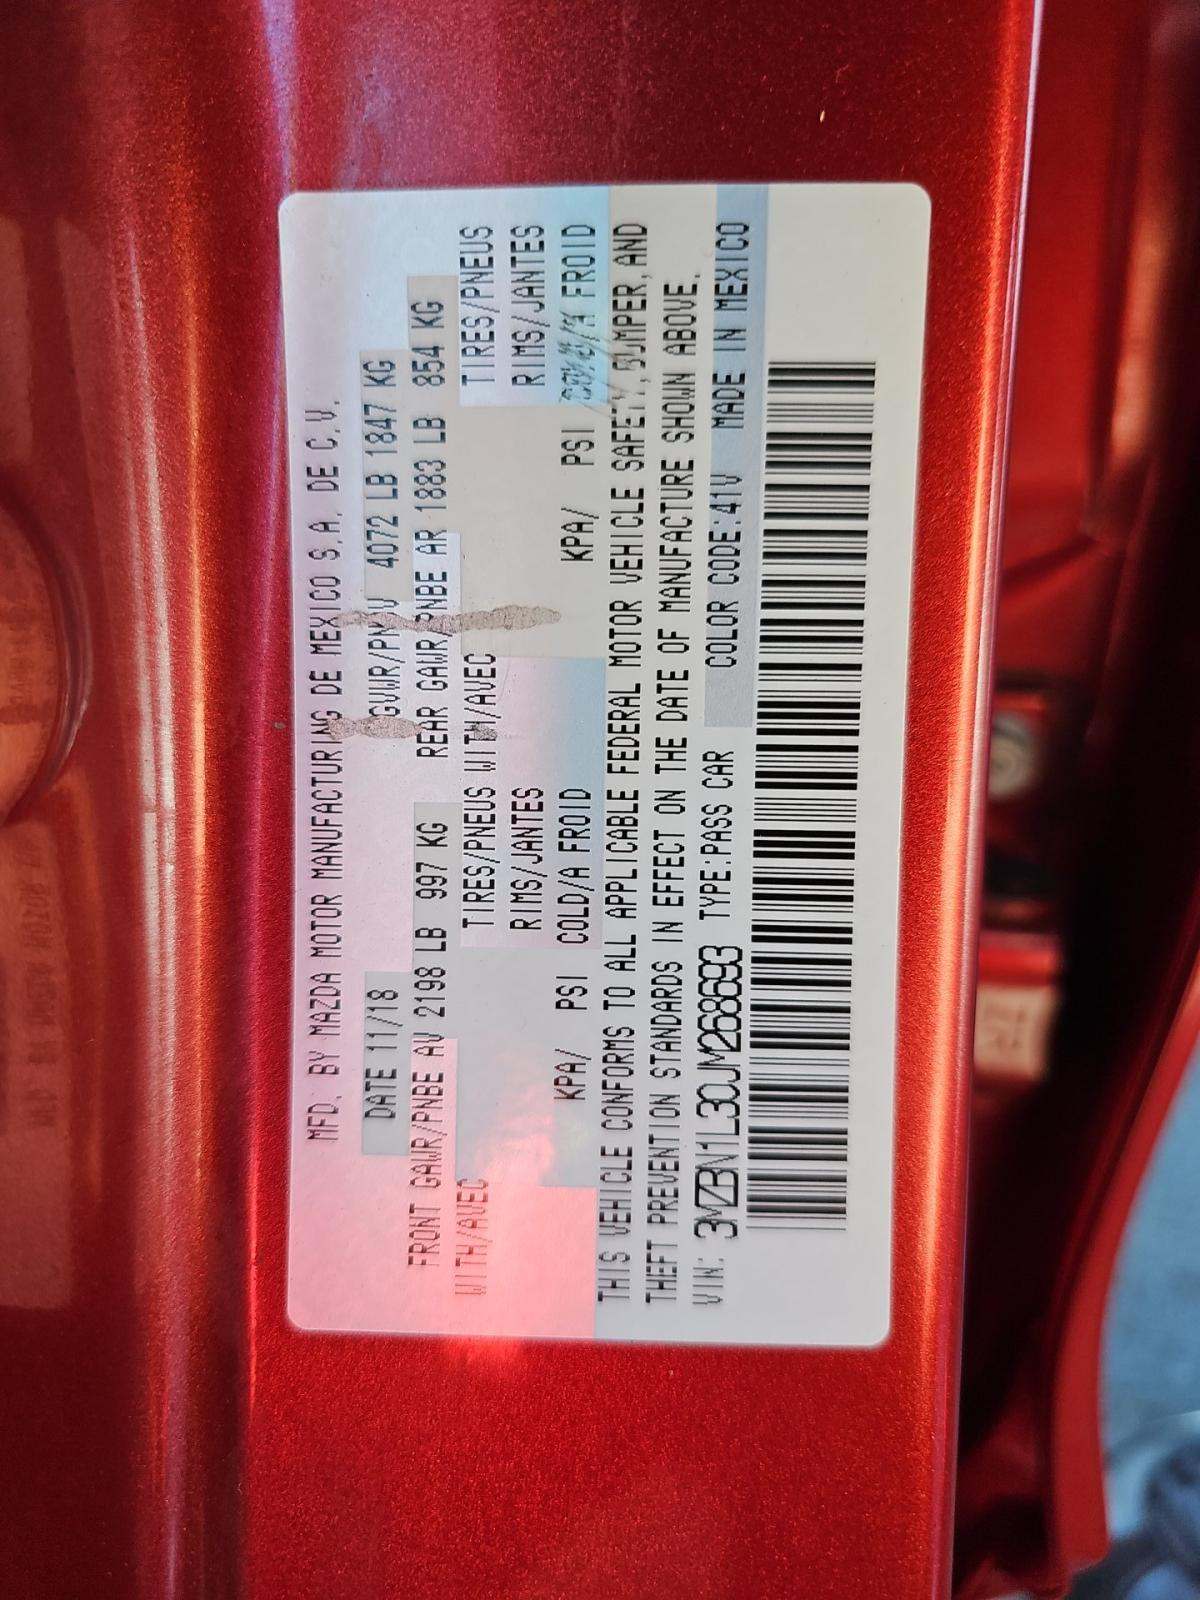 MFD. BY MAZDA MOTOR MANUFACTURING DE MEXICO S.A. DE C.V.
DATE 11/18 GVWR/PNBV 4072 LB 1847 KG
FRONT GAWR/PNBE AV 2198 LB 997 KG REAR GAWR/PNBE AR 1883 LB 854 KG
WITH/AVEC TIRES/PNEUS WITH/AVEC TIRES/PNEUS
RIMS/JANTES RIMS/JANTES
KPA/ PSI COLD/A FROID KPA/ PSI COLD/A FROID
THIS VEHICLE CONFORMS TO ALL APPLICABLE FEDERAL MOTOR VEHICLE SAFETY, BUMPER, AND
THEFT PREVENTION STANDARDS IN EFFECT ON THE DATE OF MANUFACTURE SHOWN ABOVE.
VIN: 3MZBN1L30JM268693 TYPE:PASS CAR COLOR CODE:41V MADE IN MEXICO